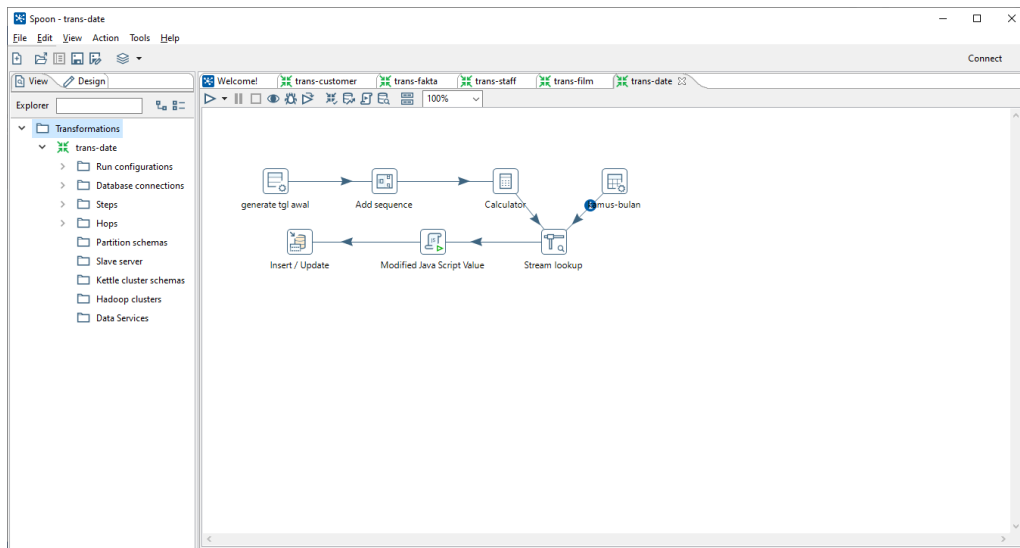 Spoon - trans-date
File Edit View Action Tools Help
Connect
View Design
Welcome! trans-customer trans-fakta trans-staff trans-film trans-date
Explorer
100%
Transformations
trans-date
Run configurations
Database connections
Steps
Hops
Partition schemas
Slave server
Kettle cluster schemas
Hadoop clusters
Data Services
generate tgl awal Add sequence Calculator mus-bulan
Insert / Update Modified Java Script Value Stream lookup